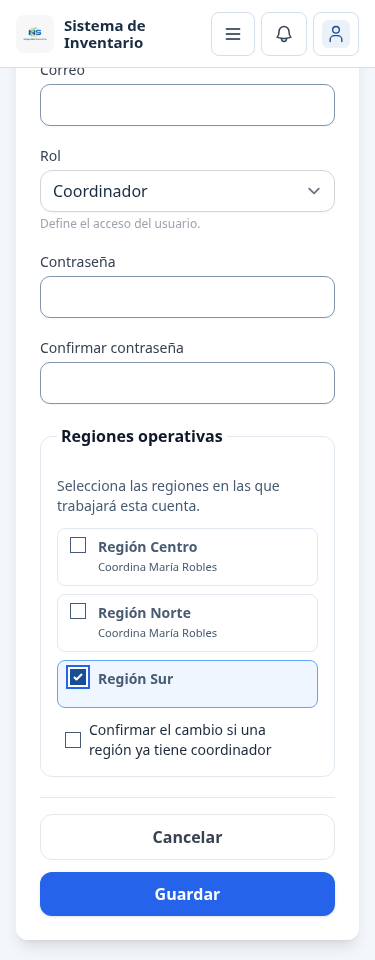 Sistema de
Inventario
Correo
Rol
Coordinador
Define el acceso del usuario.
Contraseña
Confirmar contraseña
Regiones operativas
Selecciona las regiones en las que
trabajará esta cuenta.
Región Centro
Coordina María Robles
Región Norte
Coordina María Robles
Región Sur
Confirmar el cambio si una
región ya tiene coordinador
Cancelar
Guardar